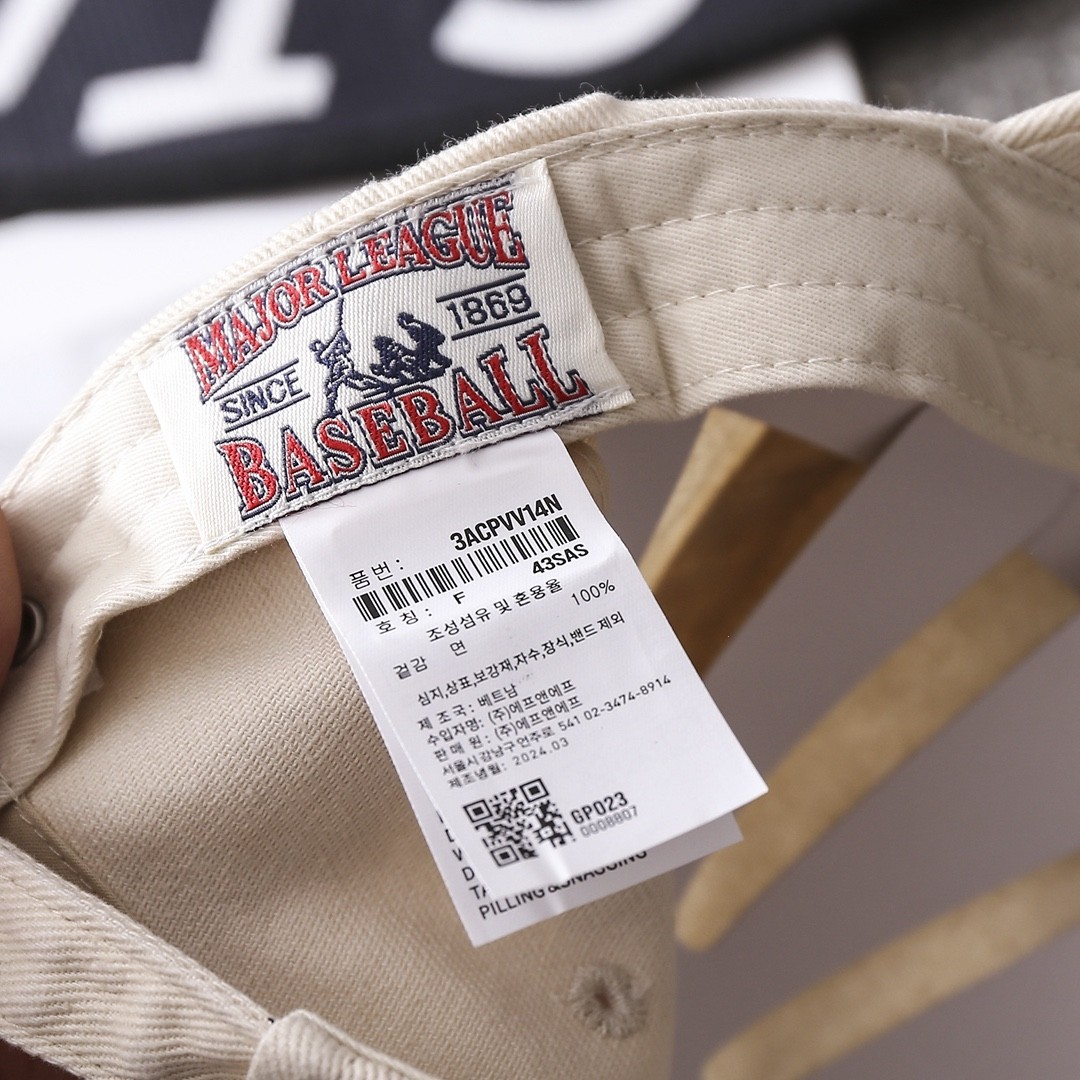 MAJOR LEAGUE
SINCE 1869
BASEBALL
품번: 3ACPVV14N
호칭: F 43SAS
조성섬유 및 혼용율
겉감 면 100%
심지,상표,보강재,자수,장식,밴드 제외
제 조국: 베트남
수입자명: (주)에프앤에프
판 매 원: (주)에프앤에프
서울시 강남구 언주로 541 02-3474-8914
제조년월: 2024.03
GP023
0008807
PILLING & SNAGGING